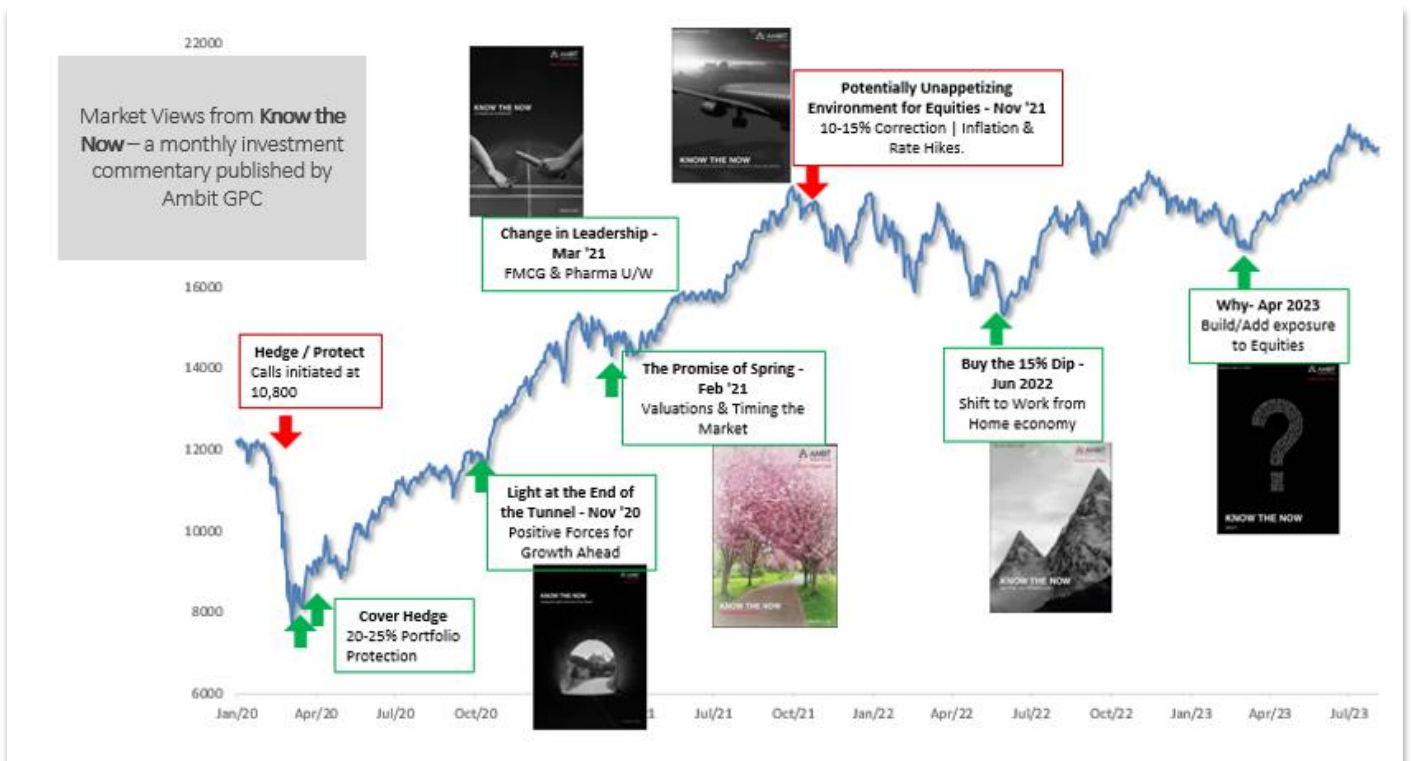 22000
16000
14000
12000
10000
8000
6000
Market Views from Know the
Now – a monthly investment
commentary published by
Ambit GPC
AMBIT
KNOW THE NOW
Change in Leadership -
Mar '21
FMCG & Pharma U/W
AMBIT
KNOW THE NOW
Potentially Unappetizing
Environment for Equities - Nov '21
10-15% Correction | Inflation &
Rate Hikes.
Hedge / Protect
Calls initiated at
10,800
Cover Hedge
20-25% Portfolio
Protection
Light at the End of
the Tunnel - Nov '20
Positive Forces for
Growth Ahead
KNOW THE NOW
The Promise of Spring -
Feb '21
Valuations & Timing the
Market
AMBIT
KNOW THE NOW
Buy the 15% Dip -
Jun 2022
Shift to Work from
Home economy
AMBIT
KNOW THE NOW
Why- Apr 2023
Build/Add exposure
to Equities
AMBIT
KNOW THE NOW
Jan/20
Apr/20
Jul/20
Oct/20
Jul/21
Oct/21
Jan/22
Apr/22
Jul/22
Oct/22
Jan/23
Apr/23
Jul/23